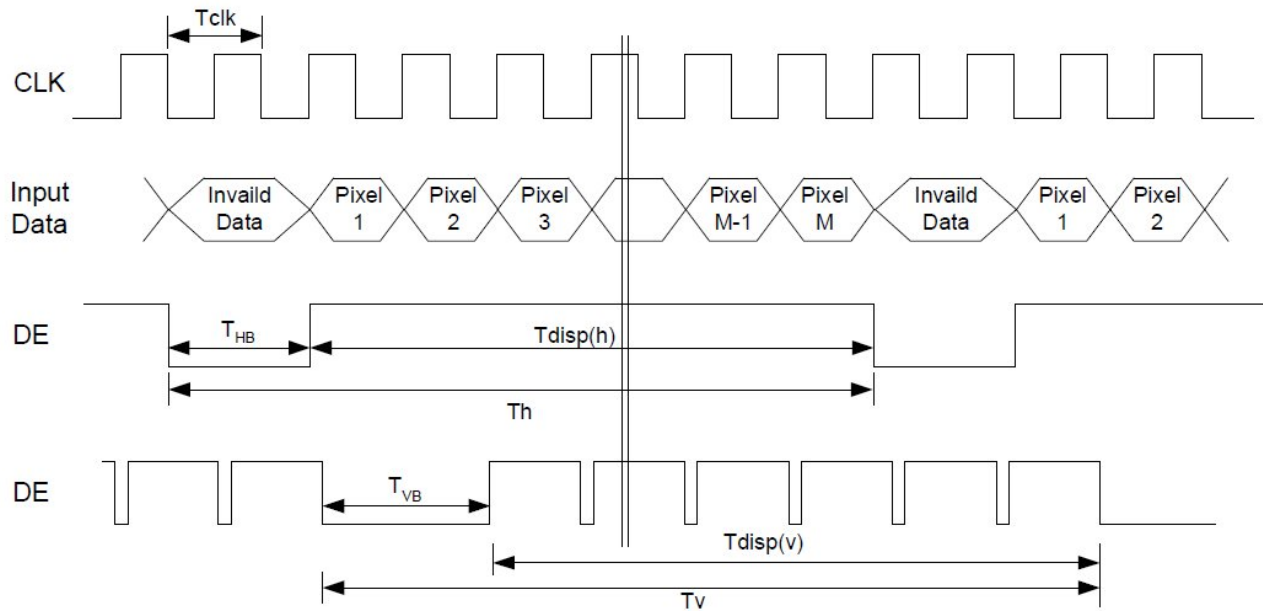 Tclk
CLK
Input
Data
Invaild
Data
Pixel
1
Pixel
2
Pixel
3
Pixel
M-1
Pixel
M
Invaild
Data
Pixel
1
Pixel
2
DE
THB
Tdisp(h)
Th
DE
TVB
Tdisp(v)
Tv